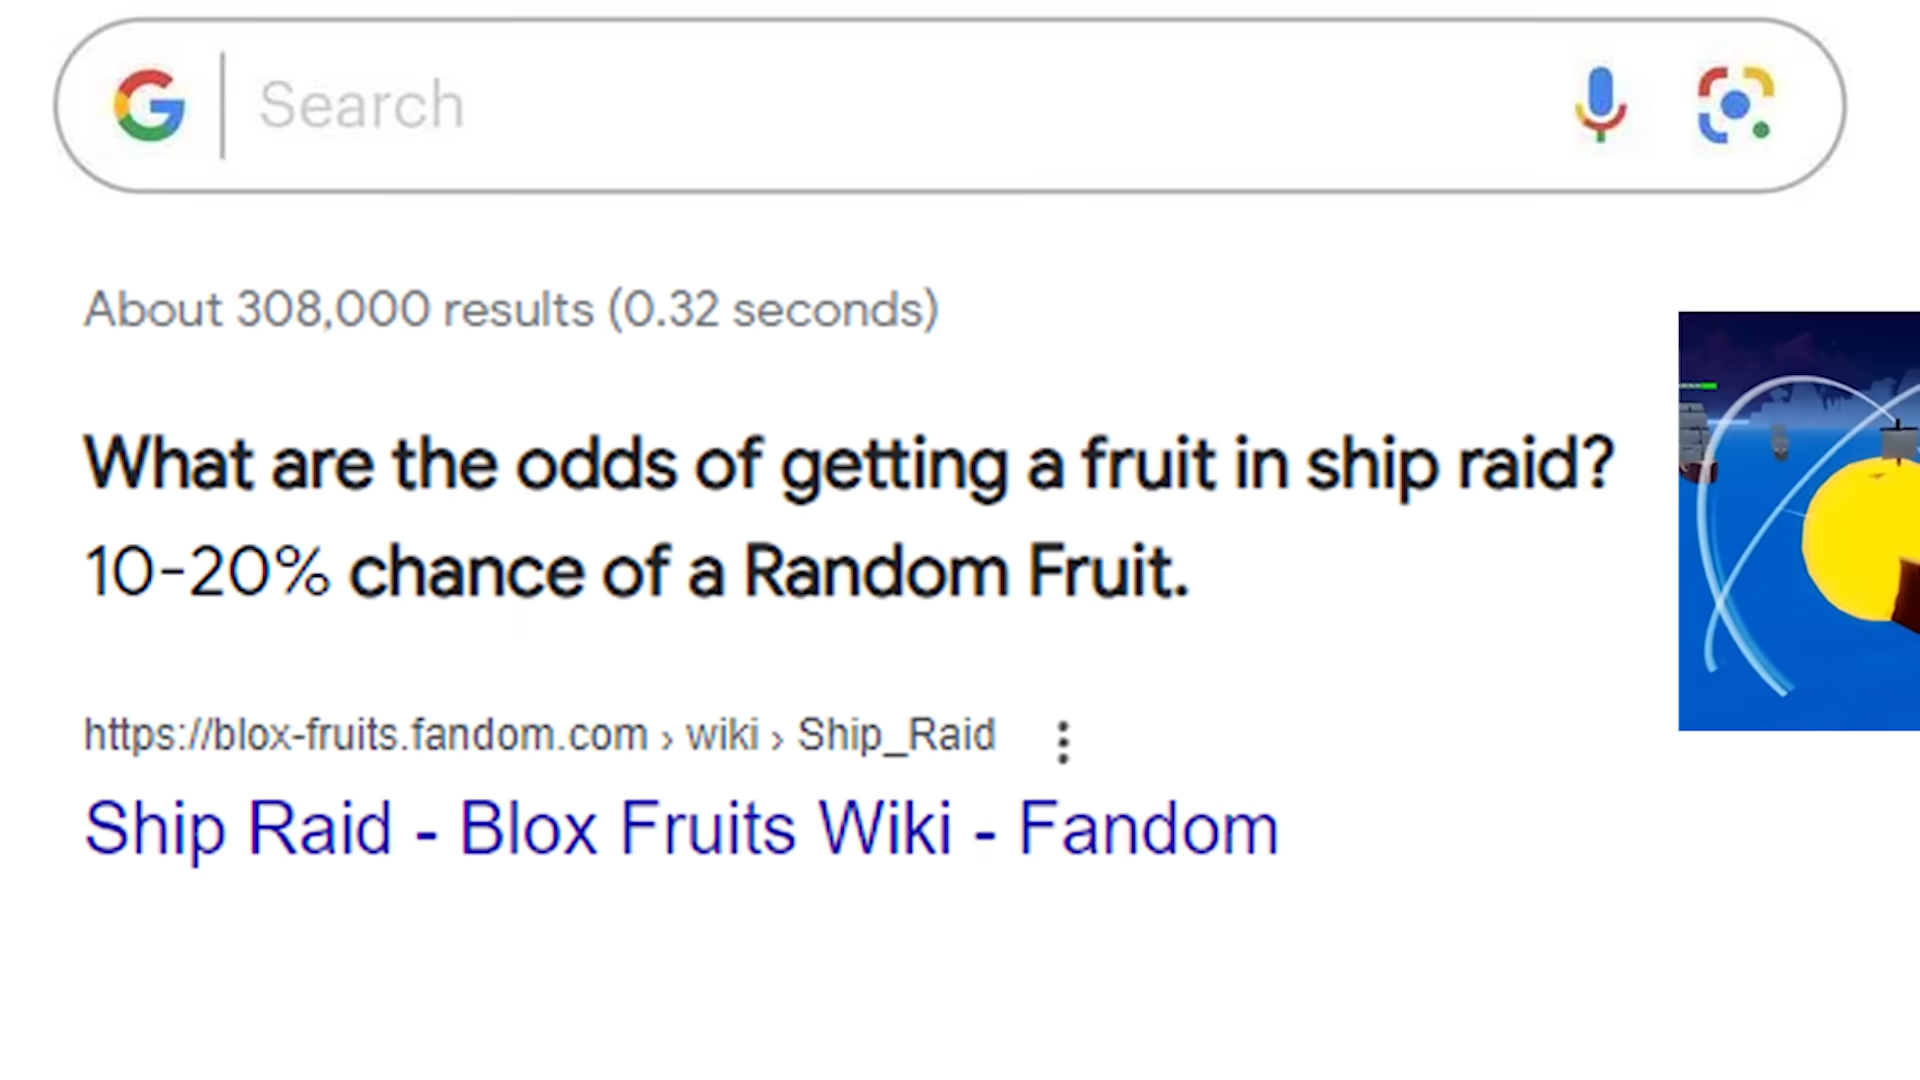 Search
About 308,000 results (0.32 seconds)
What are the odds of getting a fruit in ship raid?
10-20% chance of a Random Fruit.
https://blox-fruits.fandom.com › wiki › Ship_Raid
Ship Raid - Blox Fruits Wiki - Fandom